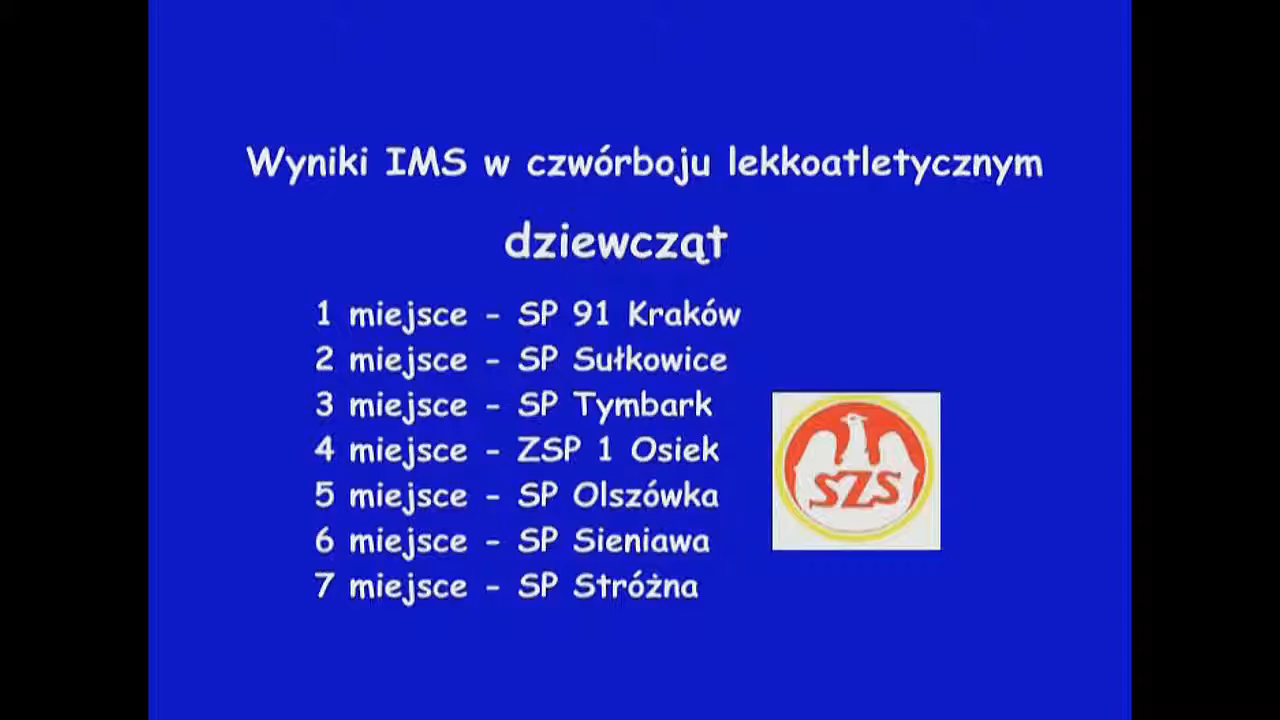 Wyniki IMS w czwórboju lekkoatletycznym
dziewcząt
1 miejsce - SP 91 Kraków
2 miejsce - SP Sułkowice
3 miejsce - SP Tymbark
4 miejsce - ZSP 1 Osiek
5 miejsce - SP Olszówka
6 miejsce - SP Sieniawa
7 miejsce - SP Stróżna
SZS